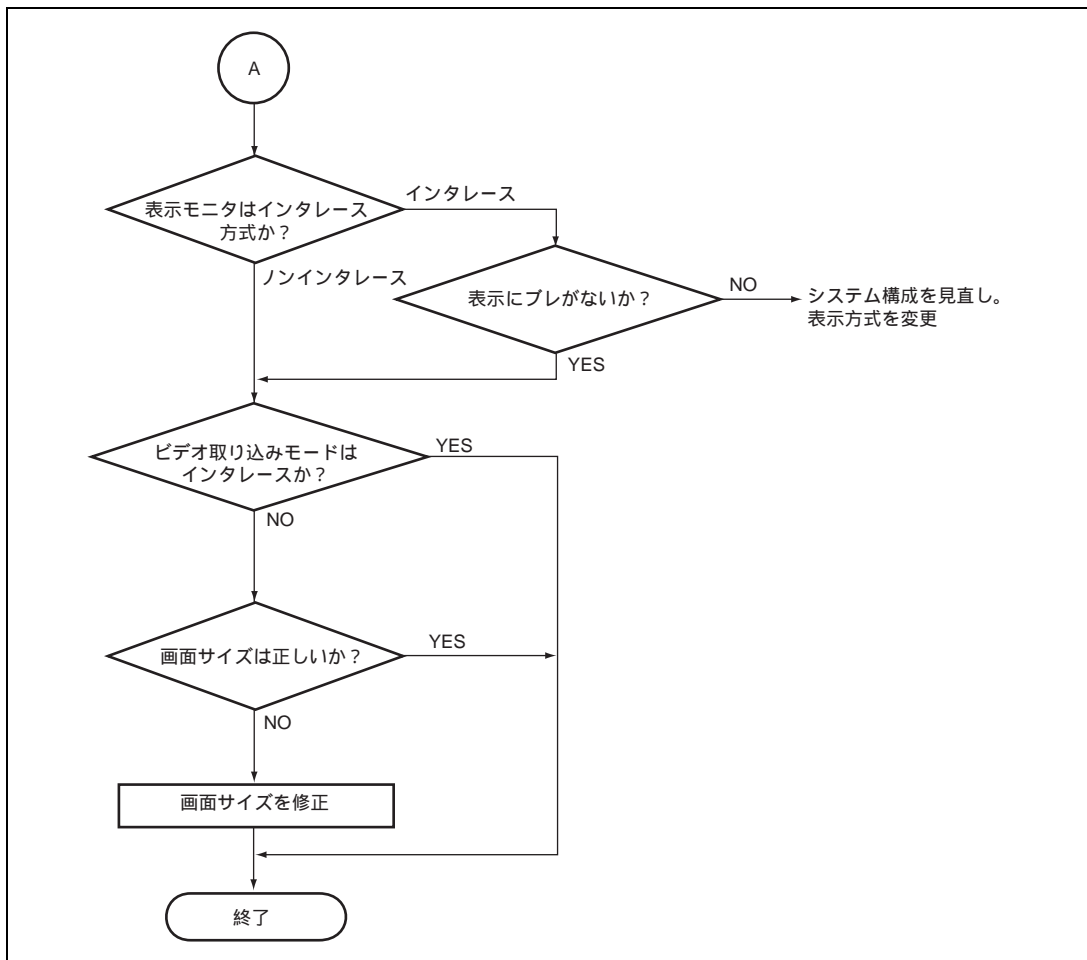 A
表示モニタはインタレース
方式か？
インタレース
ノンインタレース
表示にブレがないか？
NO
システム構成を見直し。
表示方式を変更
YES
ビデオ取り込みモードは
インタレースか？
YES
NO
画面サイズは正しいか？
YES
NO
画面サイズを修正
終了